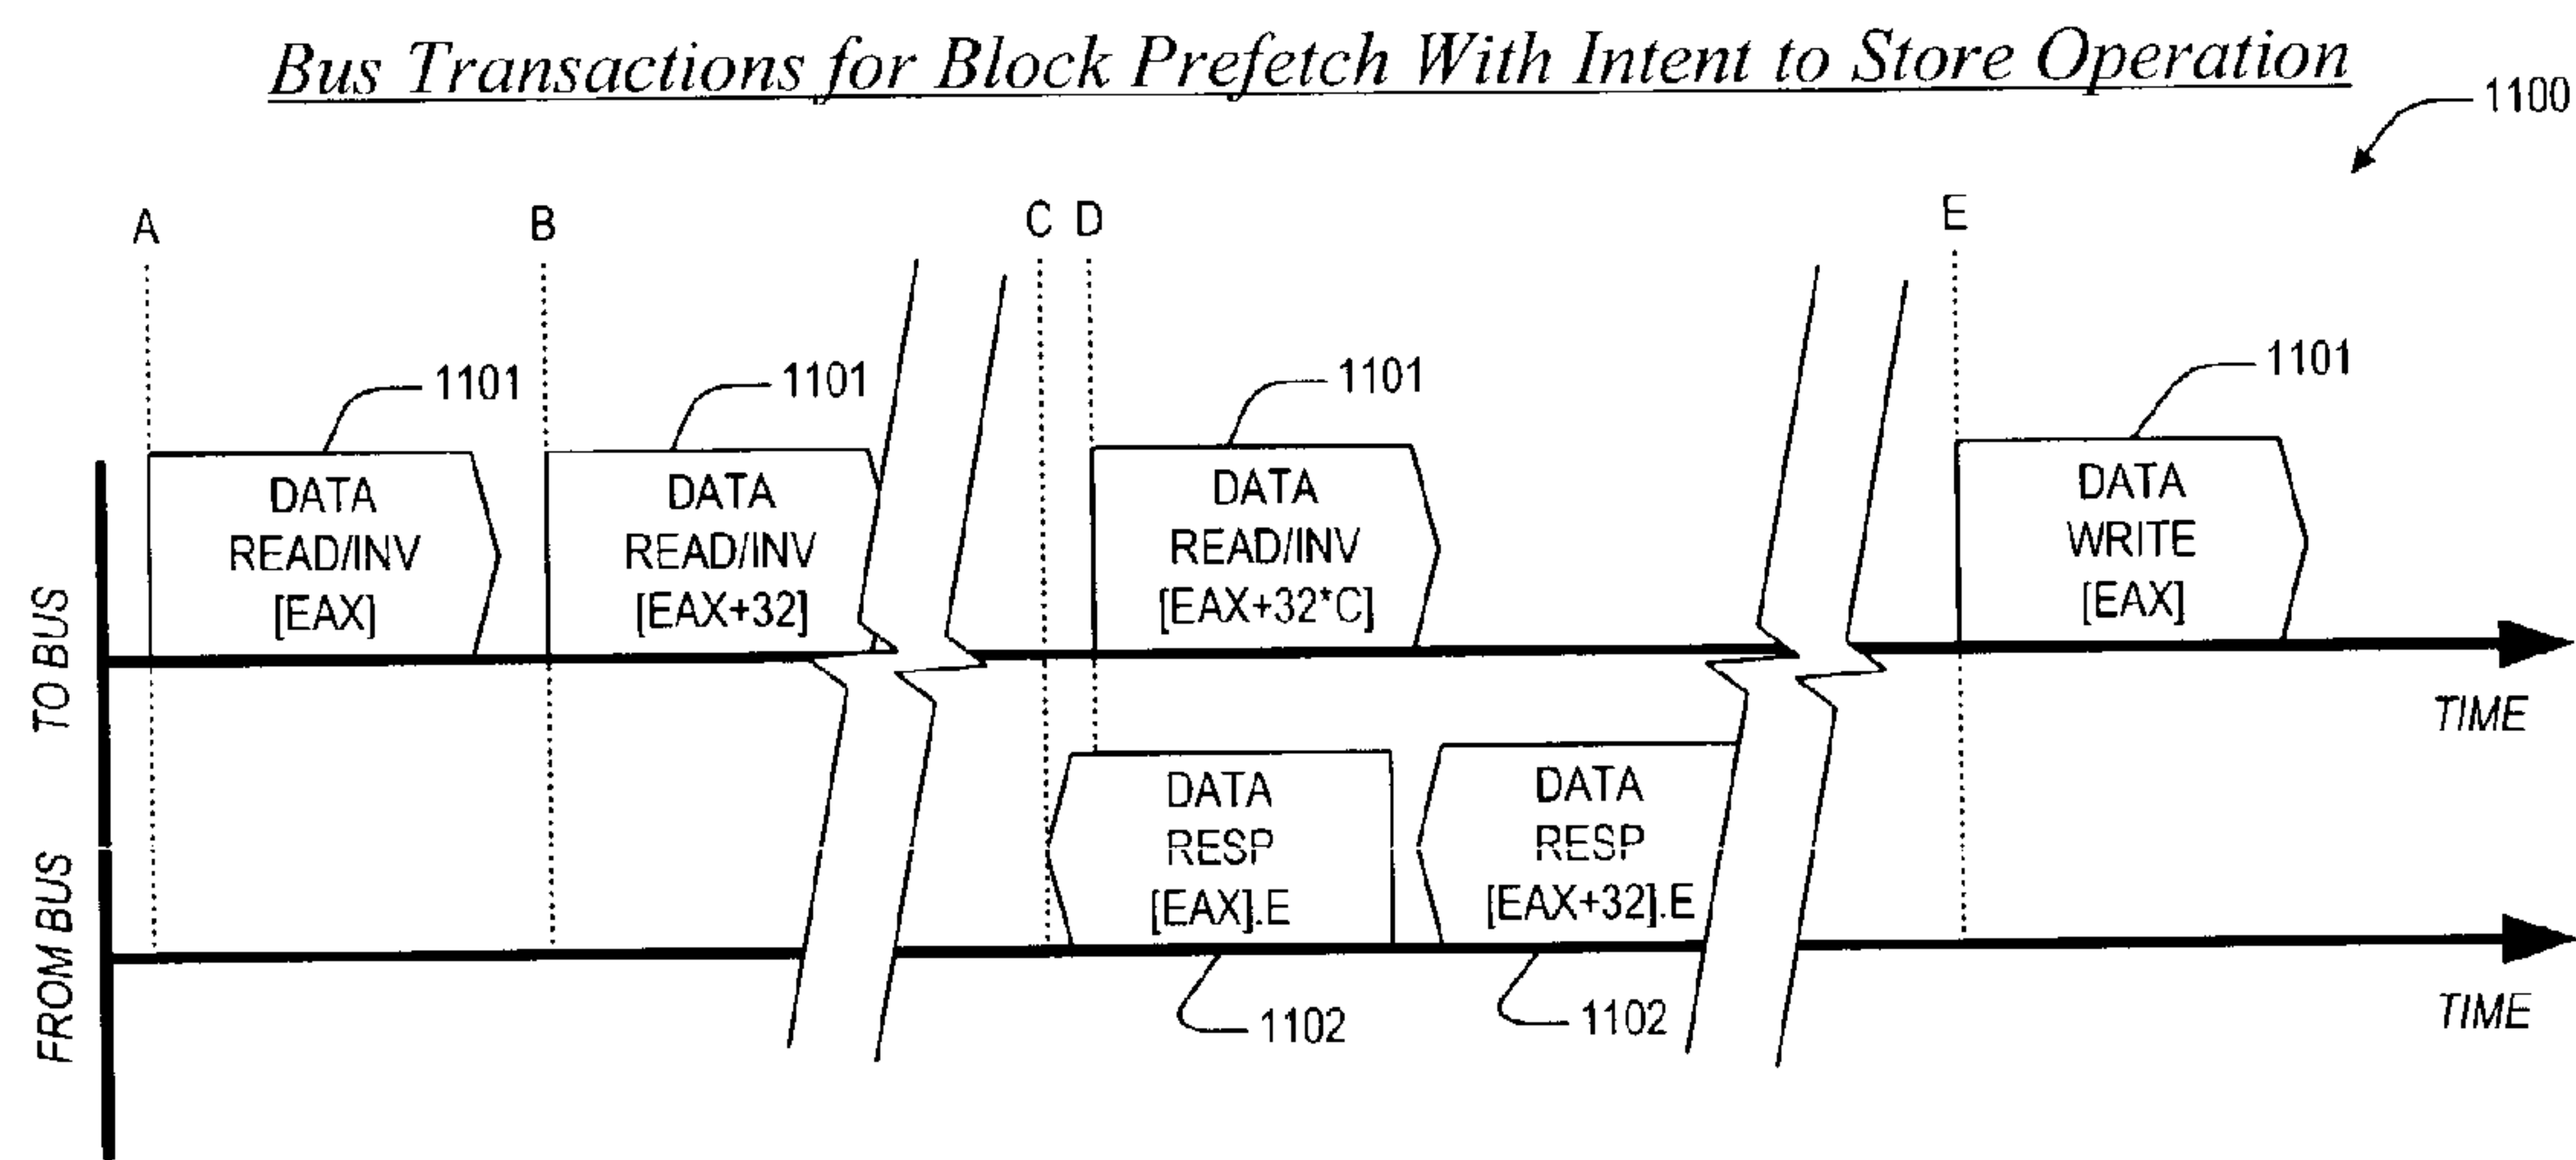 Bus Transactions for Block Prefetch With Intent to Store Operation
1100
A
B
C
D
E
1101
1101
1101
1101
DATA
READ/INV
[EAX]
DATA
READ/INV
[EAX+32]
DATA
READ/INV
[EAX+32*C]
DATA
WRITE
[EAX]
TO BUS
TIME
DATA
RESP
[EAX].E
DATA
RESP
[EAX+32].E
FROM BUS
1102
1102
TIME